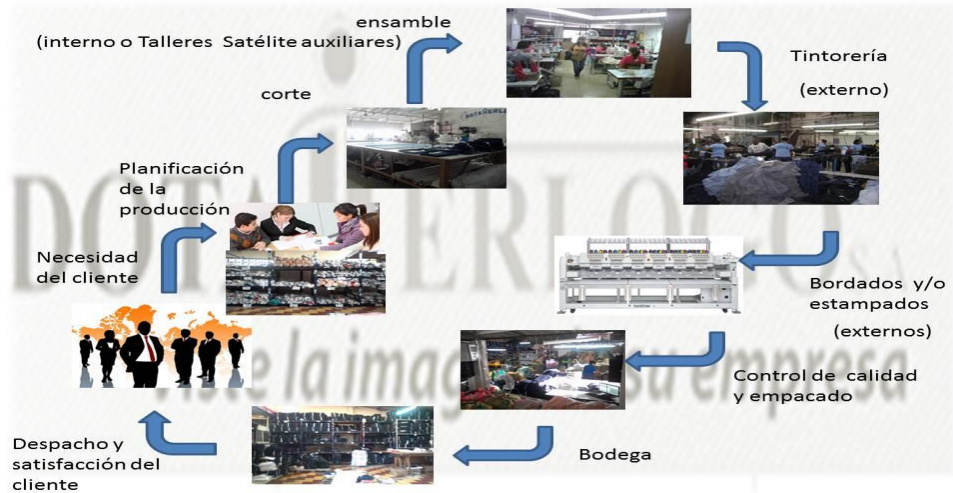 ensamble
(interno o Talleres Satélite auxiliares)
Tintorería
(externo)
corte
Planificación
de la
producción
Necesidad
del cliente
Bordados y/o
estampados
(externos)
Control de calidad
y empacado
Bodega
Despacho y
satisfacción del
cliente